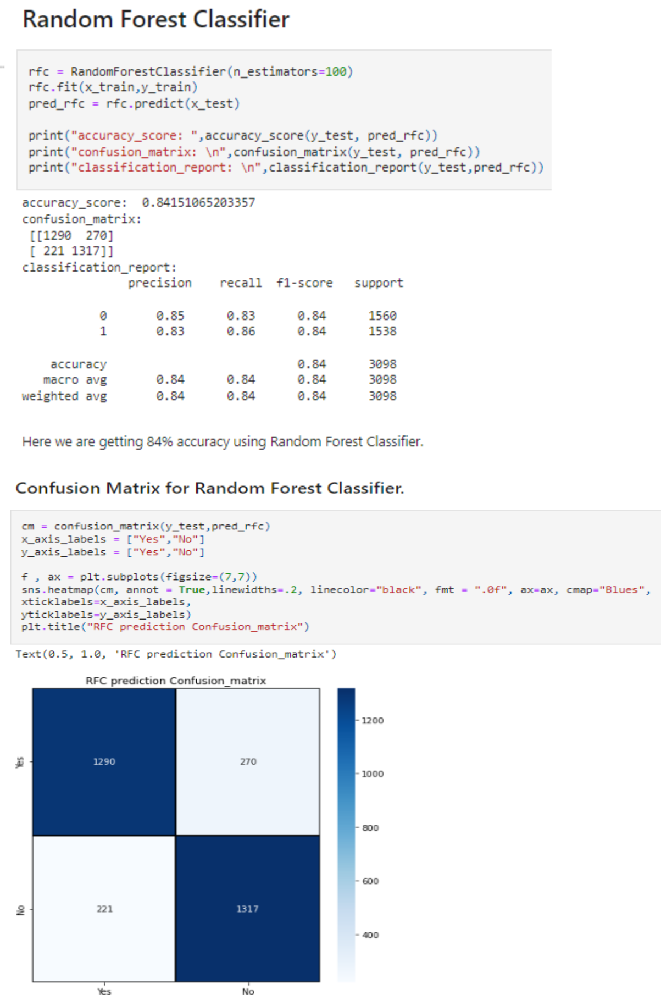 Random Forest Classifier
rfc = RandomForestClassifier(n_estimators=100)
rfc.fit(x_train,y_train)
pred_rfc = rfc.predict(x_test)
print("accuracy_score: ",accuracy_score(y_test, pred_rfc))
print("confusion_matrix: \n",confusion_matrix(y_test, pred_rfc))
print("classification_report: \n",classification_report(y_test,pred_rfc))
accuracy_score:  0.84151065203357
confusion_matrix:
[[1290  270]
[ 221 1317]]
classification_report:
precision    recall  f1-score   support
0       0.85      0.83      0.84      1560
1       0.83      0.86      0.84      1538
accuracy                           0.84      3098
macro avg       0.84      0.84      0.84      3098
weighted avg       0.84      0.84      0.84      3098
Here we are getting 84% accuracy using Random Forest Classifier.
Confusion Matrix for Random Forest Classifier.
cm = confusion_matrix(y_test,pred_rfc)
x_axis_labels = ["Yes","No"]
y_axis_labels = ["Yes","No"]
f , ax = plt.subplots(figsize=(7,7))
sns.heatmap(cm, annot = True,linewidths=.2, linecolor="black", fmt = ".0f", ax=ax, cmap="Blues",
xticklabels=x_axis_labels,
yticklabels=y_axis_labels)
plt.title("RFC prediction Confusion_matrix")
Text(0.5, 1.0, 'RFC prediction Confusion_matrix')
RFC prediction Confusion_matrix
1200
Yes 1290 270
1000
800
600
No 221 1317
400
Yes No